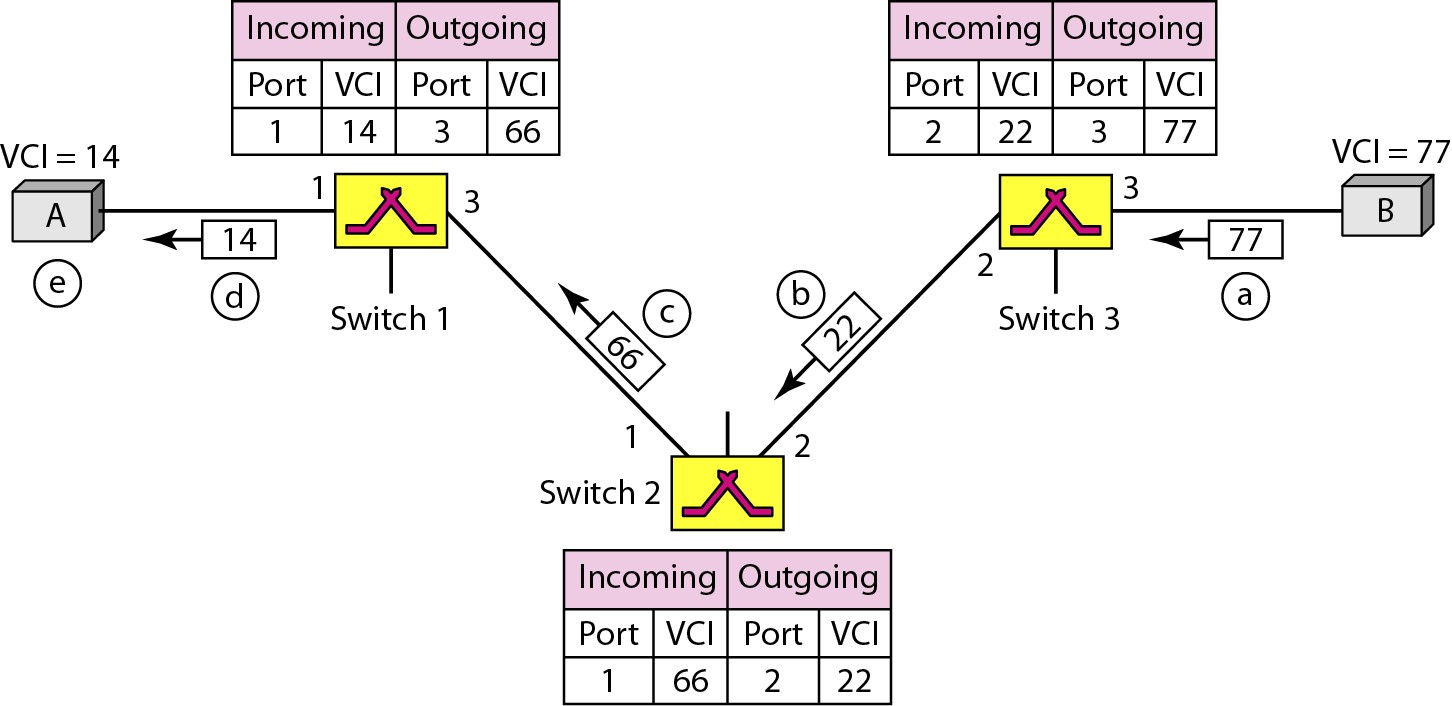 Incoming Outgoing
Port VCI Port VCI
1 14 3 66
Incoming Outgoing
Port VCI Port VCI
2 22 3 77
VCI = 14
VCI = 77
A
1
3
3
B
14
77
2
e
d
Switch 1
c
b
Switch 3
a
66
22
1
2
Switch 2
Incoming Outgoing
Port VCI Port VCI
1 66 2 22